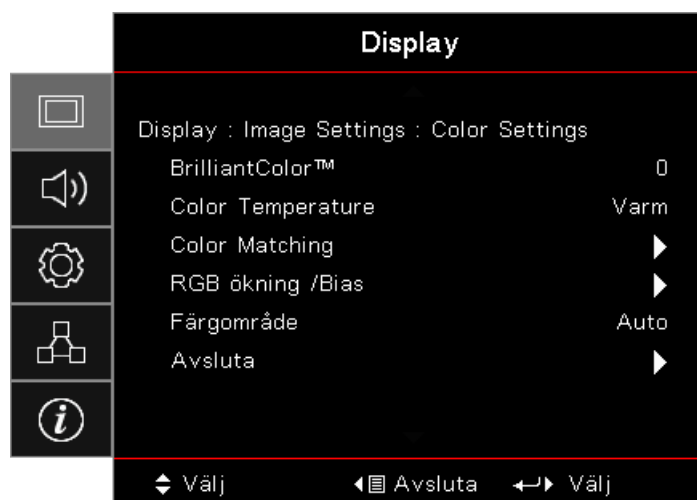 Display
Display : Image Settings : Color Settings
BrilliantColor™ 0
Color Temperature Varm
Color Matching
RGB ökning /Bias
Färgområde Auto
Avsluta
Välj Avsluta Välj